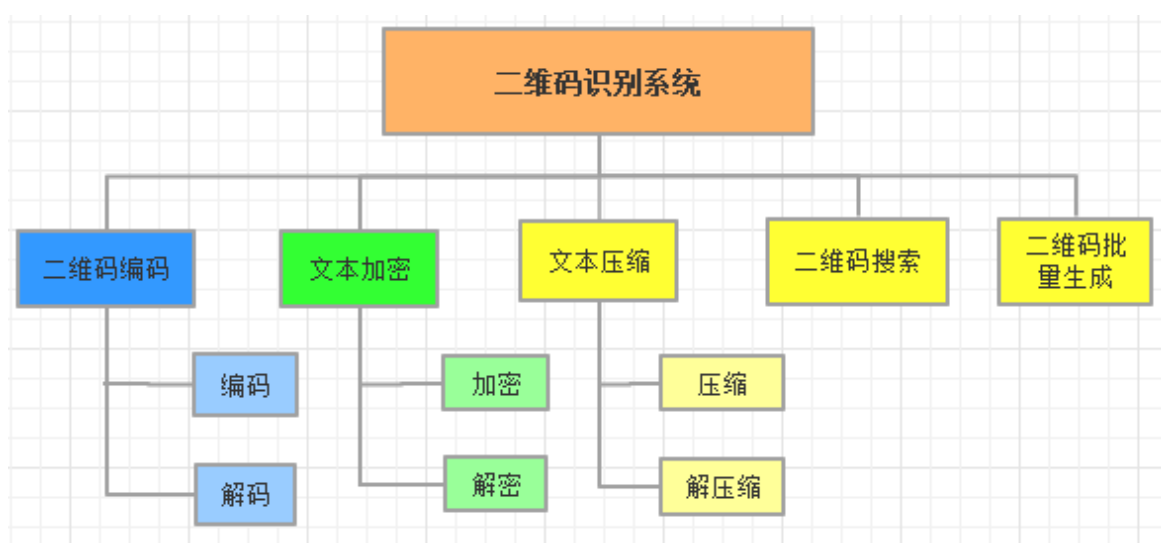 二维码识别系统
二维码编码
文本加密
文本压缩
二维码搜索
二维码批
量生成
编码
加密
压缩
解码
解密
解压缩